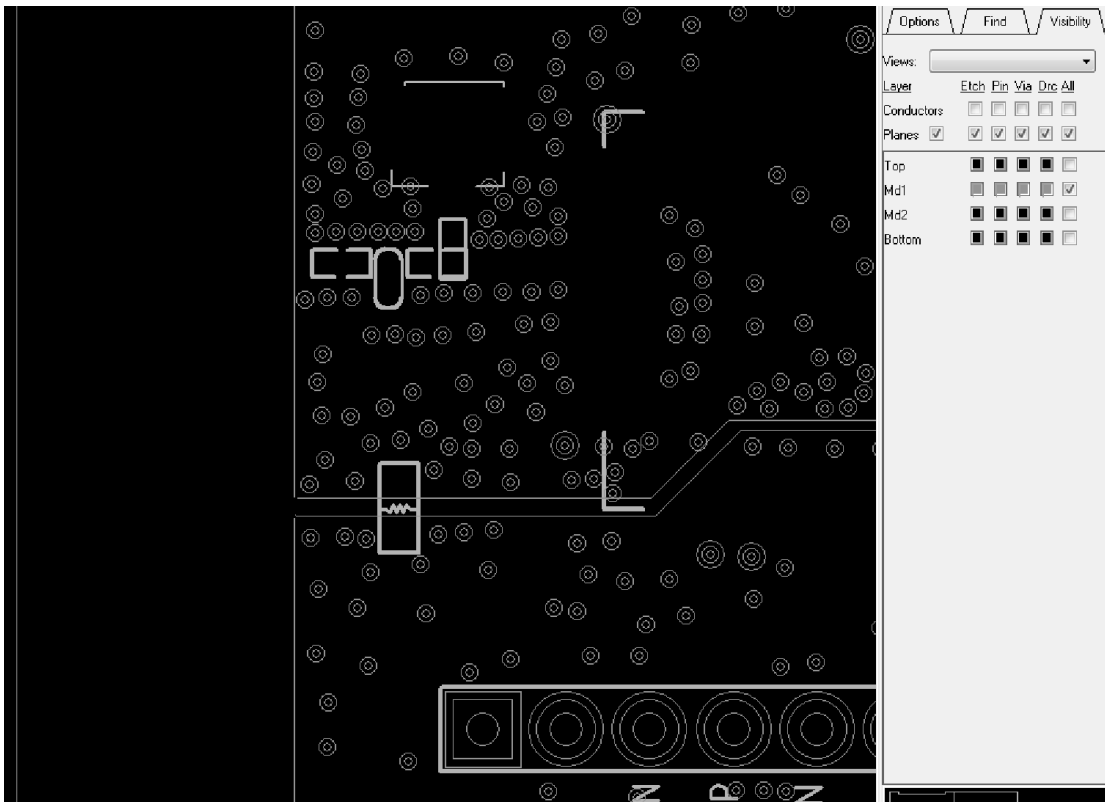 Options Find Visibility
Views:
Layer Etch Pin Via Drc All
Conductors
Planes
Top
Md1
Md2
Bottom
N P N